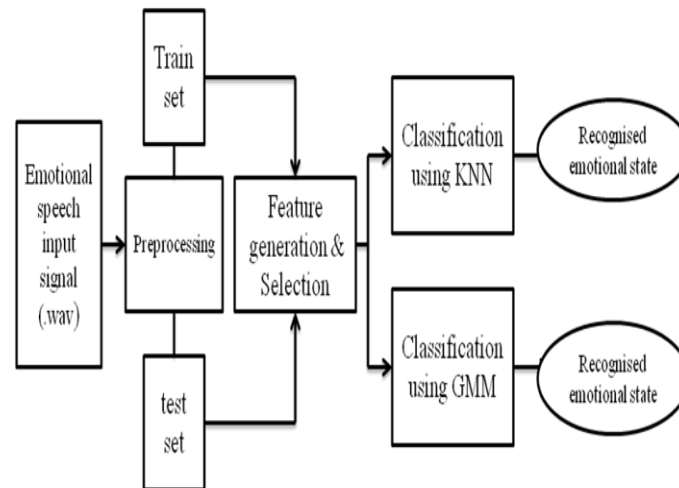 Emotional
speech
input
signal
(.wav)
Train
set
Preprocessing
test
set
Feature
generation &
Selection
Classification
using KNN
Recognised
emotional state
Classification
using GMM
Recognised
emotional state